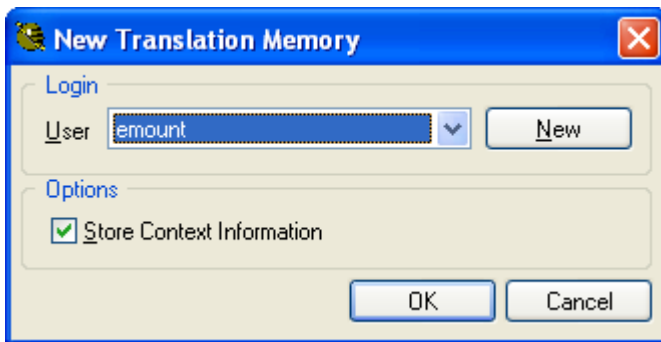 New Translation Memory
Login
User emount New
Options
Store Context Information
OK Cancel